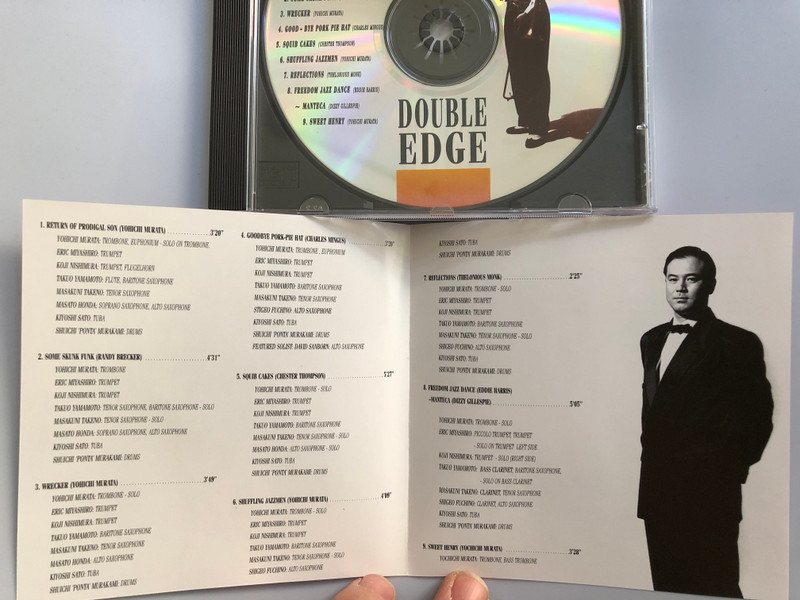 3. WRECKER (YOHICHI MURATA)
4. GOOD-BYE PORK PIE HAT (CHARLES MINGUS)
5. SQUIB CAKES (CHESTER THOMPSON)
6. SHUFFLING JAZZMEN (YOHICHI MURATA)
7. REFLECTIONS (THELONIOUS MONK)
8. FREEDOM JAZZ DANCE (EDDIE HARRIS)
~ MANTECA (DIZZY GILLESPIE)
9. SWEET HENRY (YOHICHI MURATA)
DOUBLE
EDGE
1. RETURN OF PRODIGAL SON (YOHICHI MURATA) 3'20"
YOHICHI MURATA: TROMBONE, EUPHONIUM - SOLO ON TROMBONE
ERIC MIYASHIRO: TRUMPET
KOJI NISHIMURA: TRUMPET, FLUGELHORN
TAKUO YAMAMOTO: FLUTE, BARITONE SAXOPHONE
MASAKUNI TAKENO: TENOR SAXOPHONE
MASATO HONDA: SOPRANO SAXOPHONE, ALTO SAXOPHONE
KIYOSHI SATO: TUBA
SHUICHI "PONTA" MURAKAMI: DRUMS
2. SOME SKUNK FUNK (RANDY BRECKER) 4'31"
YOHICHI MURATA: TROMBONE
ERIC MIYASHIRO: TRUMPET
KOJI NISHIMURA: TRUMPET
TAKUO YAMAMOTO: TENOR SAXOPHONE, BARITONE SAXOPHONE - SOLO
MASAKUNI TAKENO: TENOR SAXOPHONE - SOLO
MASATO HONDA: SOPRANO SAXOPHONE, ALTO SAXOPHONE
KIYOSHI SATO: TUBA
SHUICHI "PONTA" MURAKAMI: DRUMS
3. WRECKER (YOHICHI MURATA) 3'49"
YOHICHI MURATA: TROMBONE - SOLO
ERIC MIYASHIRO: TRUMPET
KOJI NISHIMURA: TRUMPET
TAKUO YAMAMOTO: BARITONE SAXOPHONE
MASAKUNI TAKENO: TENOR SAXOPHONE
MASATO HONDA: ALTO SAXOPHONE
KIYOSHI SATO: TUBA
SHUICHI "PONTA" MURAKAMI: DRUMS
4. GOODBYE PORK-PIE HAT (CHARLES MINGUS)
YOHICHI MURATA: TROMBONE, EUPHONIUM
ERIC MIYASHIRO: TRUMPET
KOJI NISHIMURA: TRUMPET
TAKUO YAMAMOTO: BARITONE SAXOPHONE
MASAKUNI TAKENO: TENOR SAXOPHONE
STIGEO FUCHINO: ALTO SAXOPHONE
KIYOSHI SATO: TUBA
SHUICHI "PONTA" MURAKAMI: DRUMS
FEATURED SOLIST: DAVID SANBORN: ALTO SAXOPHONE
5. SQUIB CAKES (CHESTER THOMPSON) 5'27"
YOHICHI MURATA: TROMBONE - SOLO
ERIC MIYASHIRO: TRUMPET
KOJI NISHIMURA: TRUMPET
TAKUO YAMAMOTO: BARITONE SAXOPHONE
MASAKUNI TAKENO: TENOR SAXOPHONE - SOLO
MASATO HONDA: ALTO SAXOPHONE - SOLO
KIYOSHI SATO: TUBA
SHUICHI "PONTA" MURAKAMI: DRUMS
6. SHUFFLING JAZZMEN (YOHICHI MURATA) 4'09"
YOHICHI MURATA: TROMBONE - SOLO
ERIC MIYASHIRO: TRUMPET
KOJI NISHIMURA: TRUMPET
TAKUO YAMAMOTO: BARITONE SAXOPHONE
MASAKUNI TAKENO: TENOR SAXOPHONE - SOLO
SHIGEO FUCHINO: ALTO SAXOPHONE
KIYOSHI SATO: TUBA
SHUICHI "PONTA" MURAKAMI: DRUMS
7. REFLECTIONS (THELONIOUS MONK) 2'25"
YOHICHI MURATA: TROMBONE - SOLO
ERIC MIYASHIRO: TRUMPET
KOJI NISHIMURA: TRUMPET
TAKUO YAMAMOTO: BARITONE SAXOPHONE
MASAKUNI TAKENO: TENOR SAXOPHONE - SOLO
SHIGEO FUCHINO: ALTO SAXOPHONE
KIYOSHI SATO: TUBA
SHUICHI "PONTA" MURAKAMI: DRUMS
8. FREEDOM JAZZ DANCE (EDDIE HARRIS)
~MANTECA (DIZZY GILLESPIE) 5'05"
YOHICHI MURATA: TROMBONE - SOLO
ERIC MIYASHIRO: PICCOLO TRUMPET, TRUMPET
- SOLO ON TRUMPET (LEFT SIDE)
KOJI NISHIMURA: TRUMPET - SOLO (RIGHT SIDE)
TAKUO YAMAMOTO: BASS CLARINET, BARITONE SAXOPHONE,
- SOLO ON BASS CLARINET
MASAKUNI TAKENO: CLARINET, TENOR SAXOPHONE
SHIGEO FUCHINO: CLARINET, ALTO SAXOPHONE
KIYOSHI SATO: TUBA
SHUICHI "PONTA" MURAKAMI: DRUMS
9. SWEET HENRY (YOICHICHI MURATA) 3'28"
YOCHICHI MURATA: TROMBONE, BASS TROMBONE